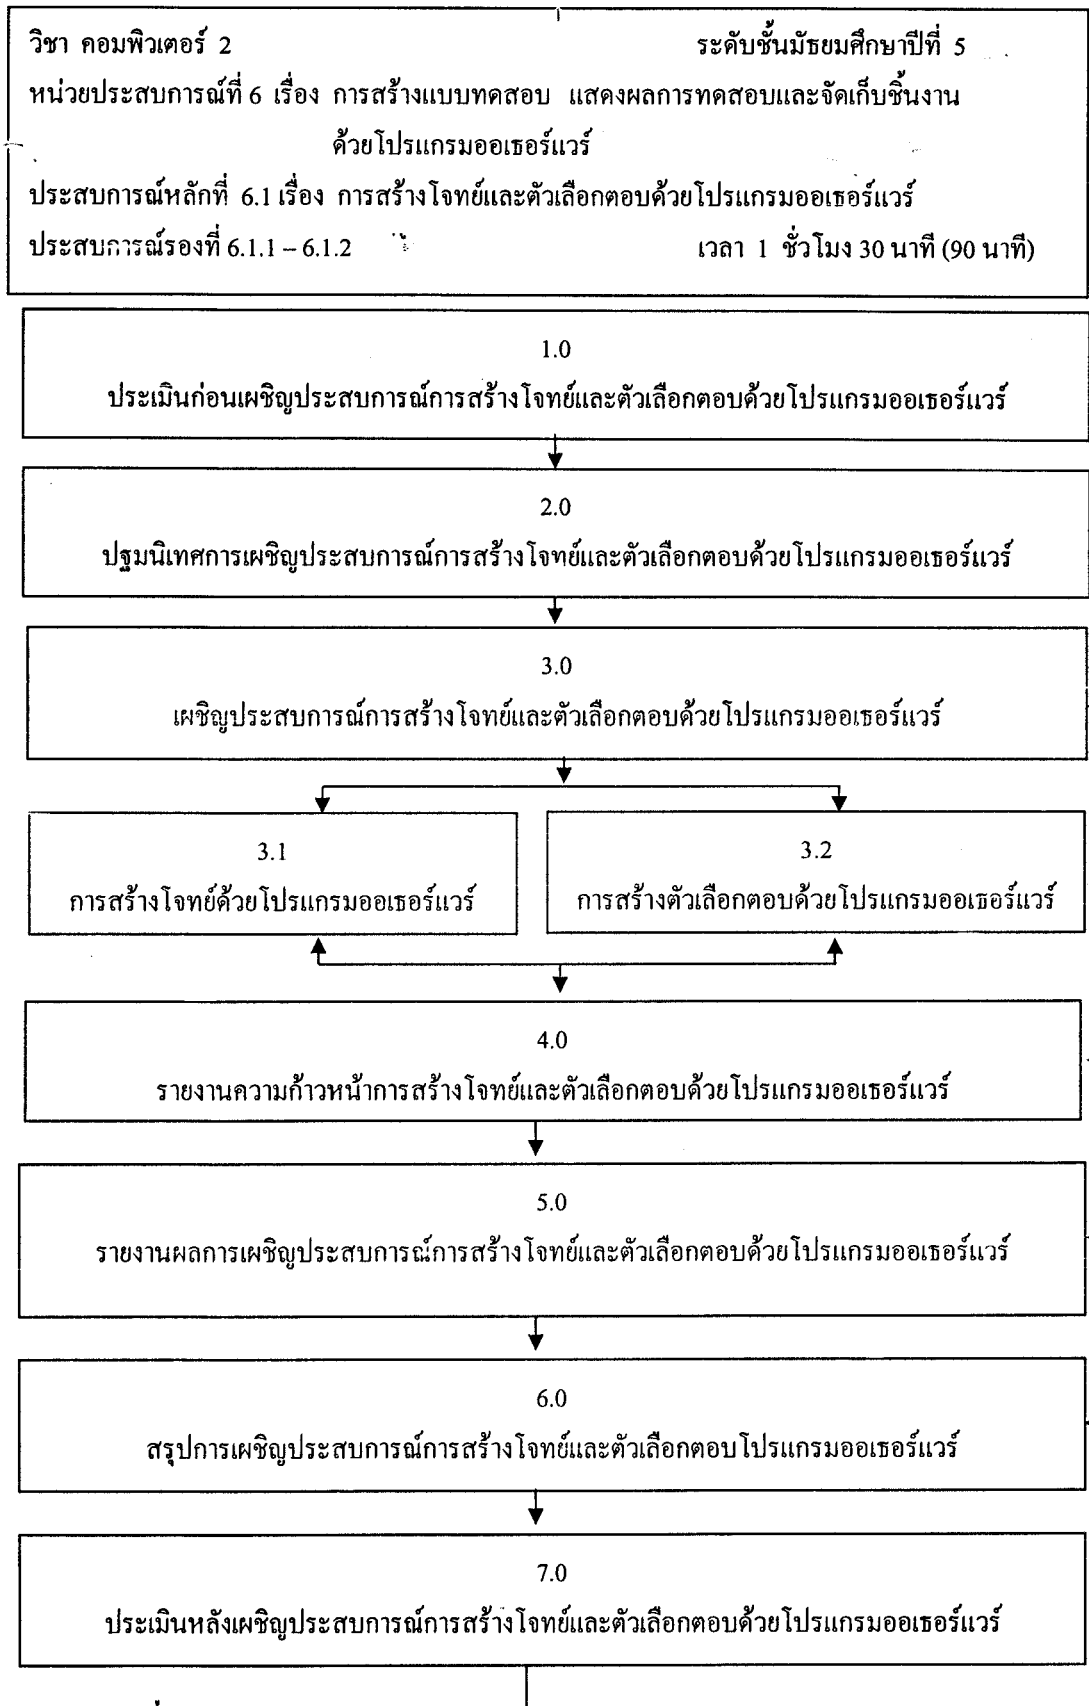 วิชา คอมพิวเตอร์ 2 ระดับชั้นมัธยมศึกษาปีที่ 5
หน่วยประสบการณ์ที่ 6 เรื่อง การสร้างแบบทดสอบ แสดงผลการทดสอบและจัดเก็บชิ้นงาน
ด้วยโปรแกรมออเธอร์แวร์
ประสบการณ์หลักที่ 6.1 เรื่อง การสร้างโจทย์และตัวเลือกตอบด้วยโปรแกรมออเธอร์แวร์
ประสบการณ์รองที่ 6.1.1 – 6.1.2 เวลา 1 ชั่วโมง 30 นาที (90 นาที)
1.0
ประเมินก่อนเผชิญประสบการณ์การสร้างโจทย์และตัวเลือกตอบด้วยโปรแกรมออเธอร์แวร์
2.0
ปฐมนิเทศการเผชิญประสบการณ์การสร้างโจทย์และตัวเลือกตอบด้วยโปรแกรมออเธอร์แวร์
3.0
เผชิญประสบการณ์การสร้างโจทย์และตัวเลือกตอบด้วยโปรแกรมออเธอร์แวร์
3.1
การสร้างโจทย์ด้วยโปรแกรมออเธอร์แวร์
3.2
การสร้างตัวเลือกตอบด้วยโปรแกรมออเธอร์แวร์
4.0
รายงานความก้าวหน้าการสร้างโจทย์และตัวเลือกตอบด้วยโปรแกรมออเธอร์แวร์
5.0
รายงานผลการเผชิญประสบการณ์การสร้างโจทย์และตัวเลือกตอบด้วยโปรแกรมออเธอร์แวร์
6.0
สรุปการเผชิญประสบการณ์การสร้างโจทย์และตัวเลือกตอบโปรแกรมออเธอร์แวร์
7.0
ประเมินหลังเผชิญประสบการณ์การสร้างโจทย์และตัวเลือกตอบด้วยโปรแกรมออเธอร์แวร์